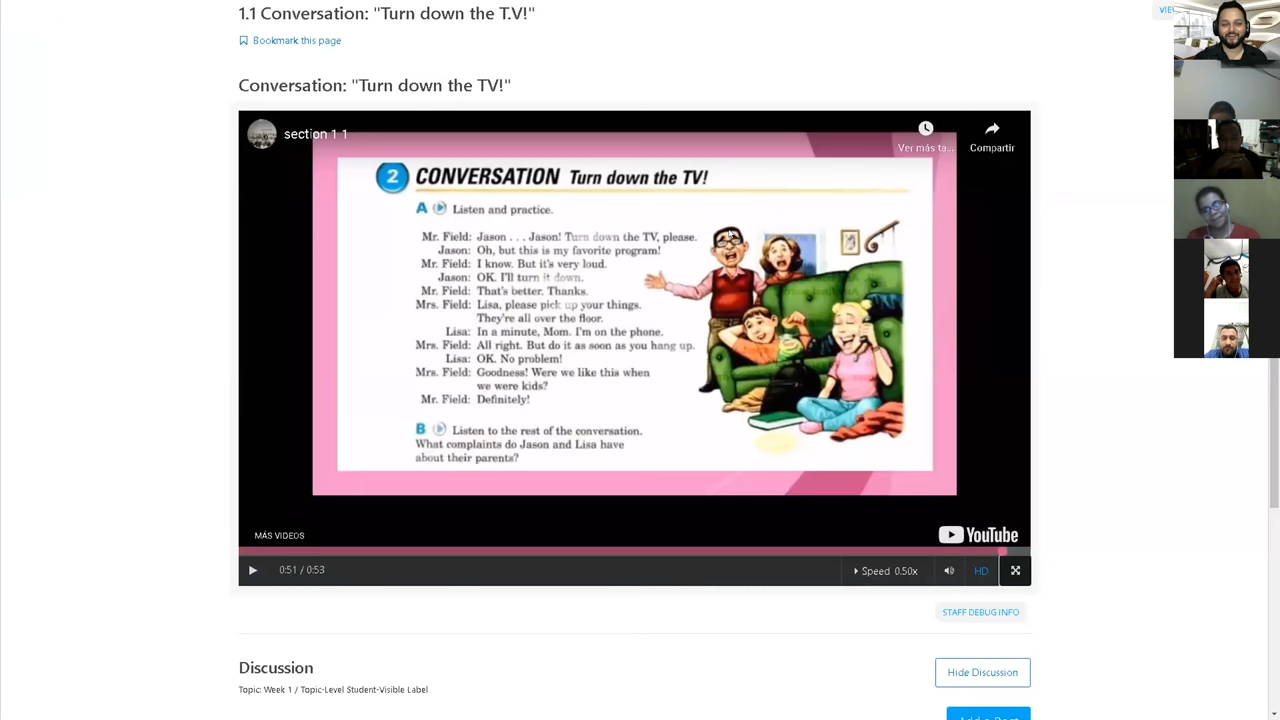 1.1 Conversation: "Turn down the T.V!"
VIE
Bookmark this page
Conversation: "Turn down the TV!"
section 1 1
Ver más ta...
Compartir
2 CONVERSATION Turn down the TV!
A Listen and practice.
Mr. Field: Jason . . . Jason! Turn down the TV, please.
Jason: Oh, but this is my favorite program!
Mr. Field: I know. But it's very loud.
Jason: OK. I'll turn it down.
Mr. Field: That's better. Thanks.
Mrs. Field: Lisa, please pick up your things.
They're all over the floor.
Lisa: In a minute, Mom. I'm on the phone.
Mrs. Field: All right. But do it as soon as you hang up.
Lisa: OK. No problem!
Mrs. Field: Goodness! Were we like this when
we were kids?
Mr. Field: Definitely!
B Listen to the rest of the conversation.
What complaints do Jason and Lisa have
about their parents?
MÁS VIDEOS
YouTube
0:51 / 0:53
Speed 0.50x
HD
STAFF DEBUG INFO
Discussion
Hide Discussion
Topic: Week 1 / Topic-Level Student-Visible Label
Add a Post